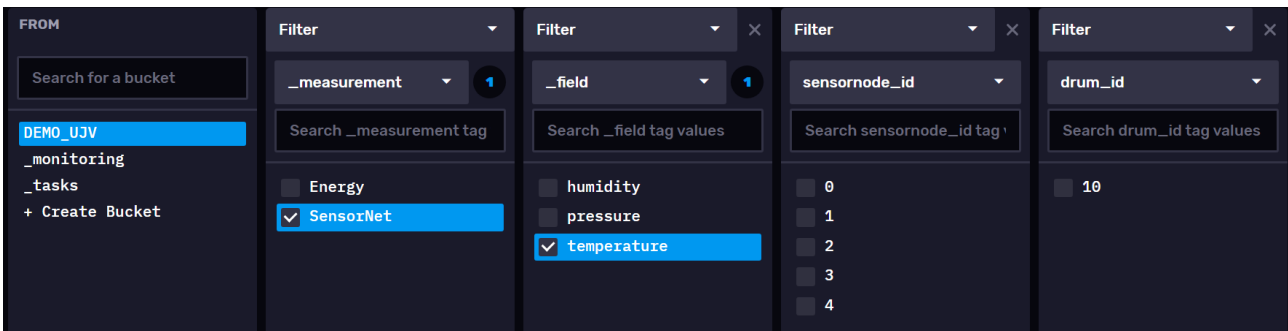 FROM
Search for a bucket
DEMO_UJV
_monitoring
_tasks
+ Create Bucket
Filter
_measurement
1
Search _measurement tag
Energy
SensorNet
Filter
_field
1
Search _field tag values
humidity
pressure
temperature
Filter
sensornode_id
Search sensornode_id tag
0
1
2
3
4
Filter
drum_id
Search drum_id tag values
10